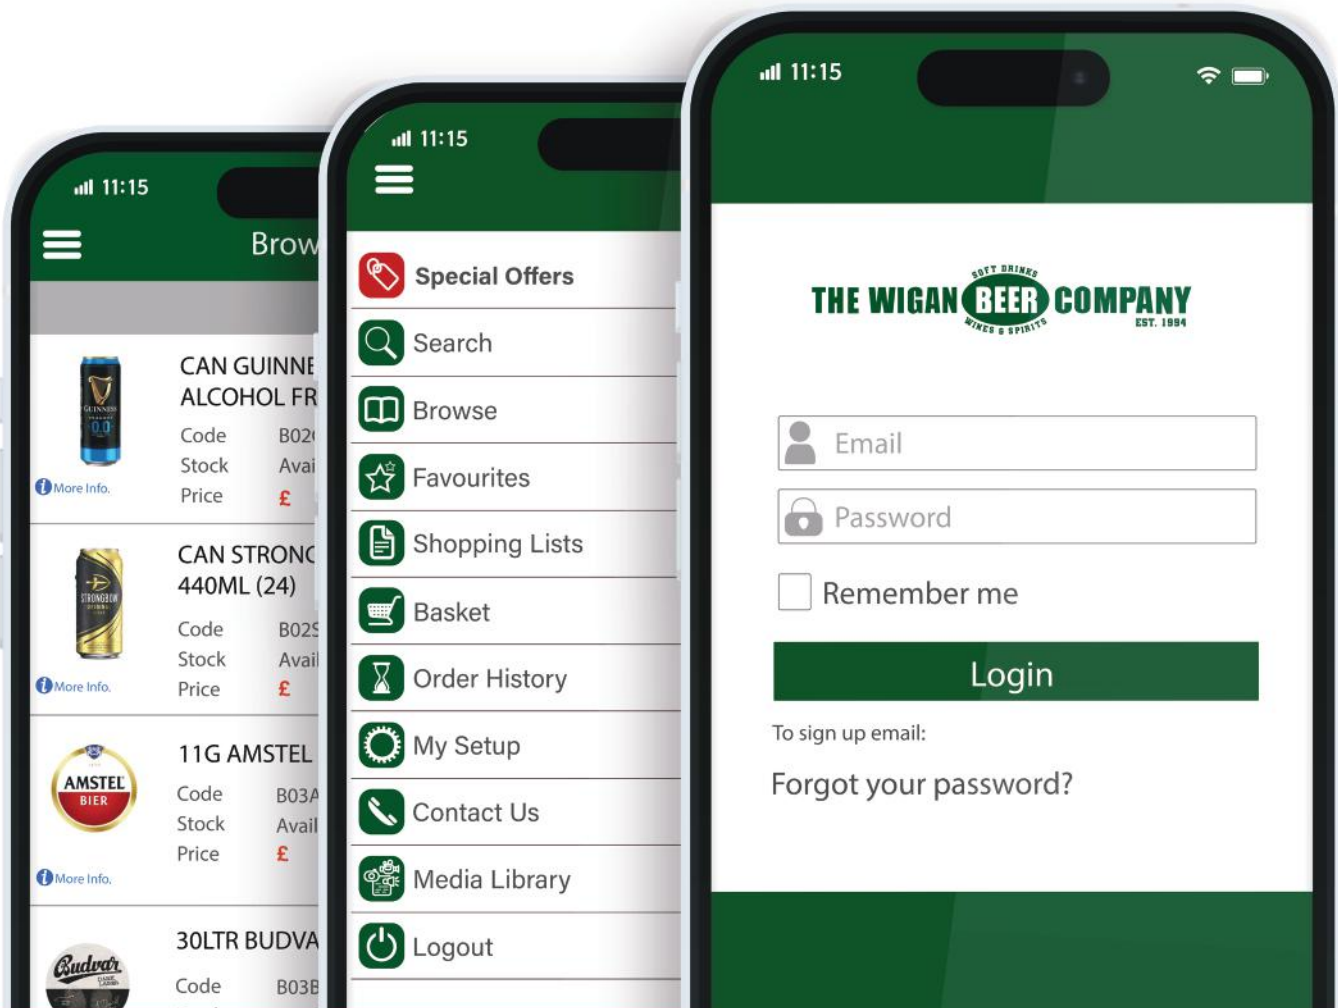 11:15
Brow
CAN GUINNE
ALCOHOL FR
Code B02
Stock Avai
Price £
More Info.
CAN STRONG
440ML (24)
Code B02S
Stock Avail
Price £
More Info.
AMSTEL
BIER
11G AMSTEL
Code B03A
Stock Avail
Price £
More Info.
Budvar
30LTR BUDVA
Code B03B
11:15
Special Offers
Search
Browse
Favourites
Shopping Lists
Basket
Order History
My Setup
Contact Us
Media Library
Logout
11:15
SOFT DRINKS
THE WIGAN BEER COMPANY
WINES & SPIRITS
EST. 1994
Email
Password
Remember me
Login
To sign up email:
Forgot your password?